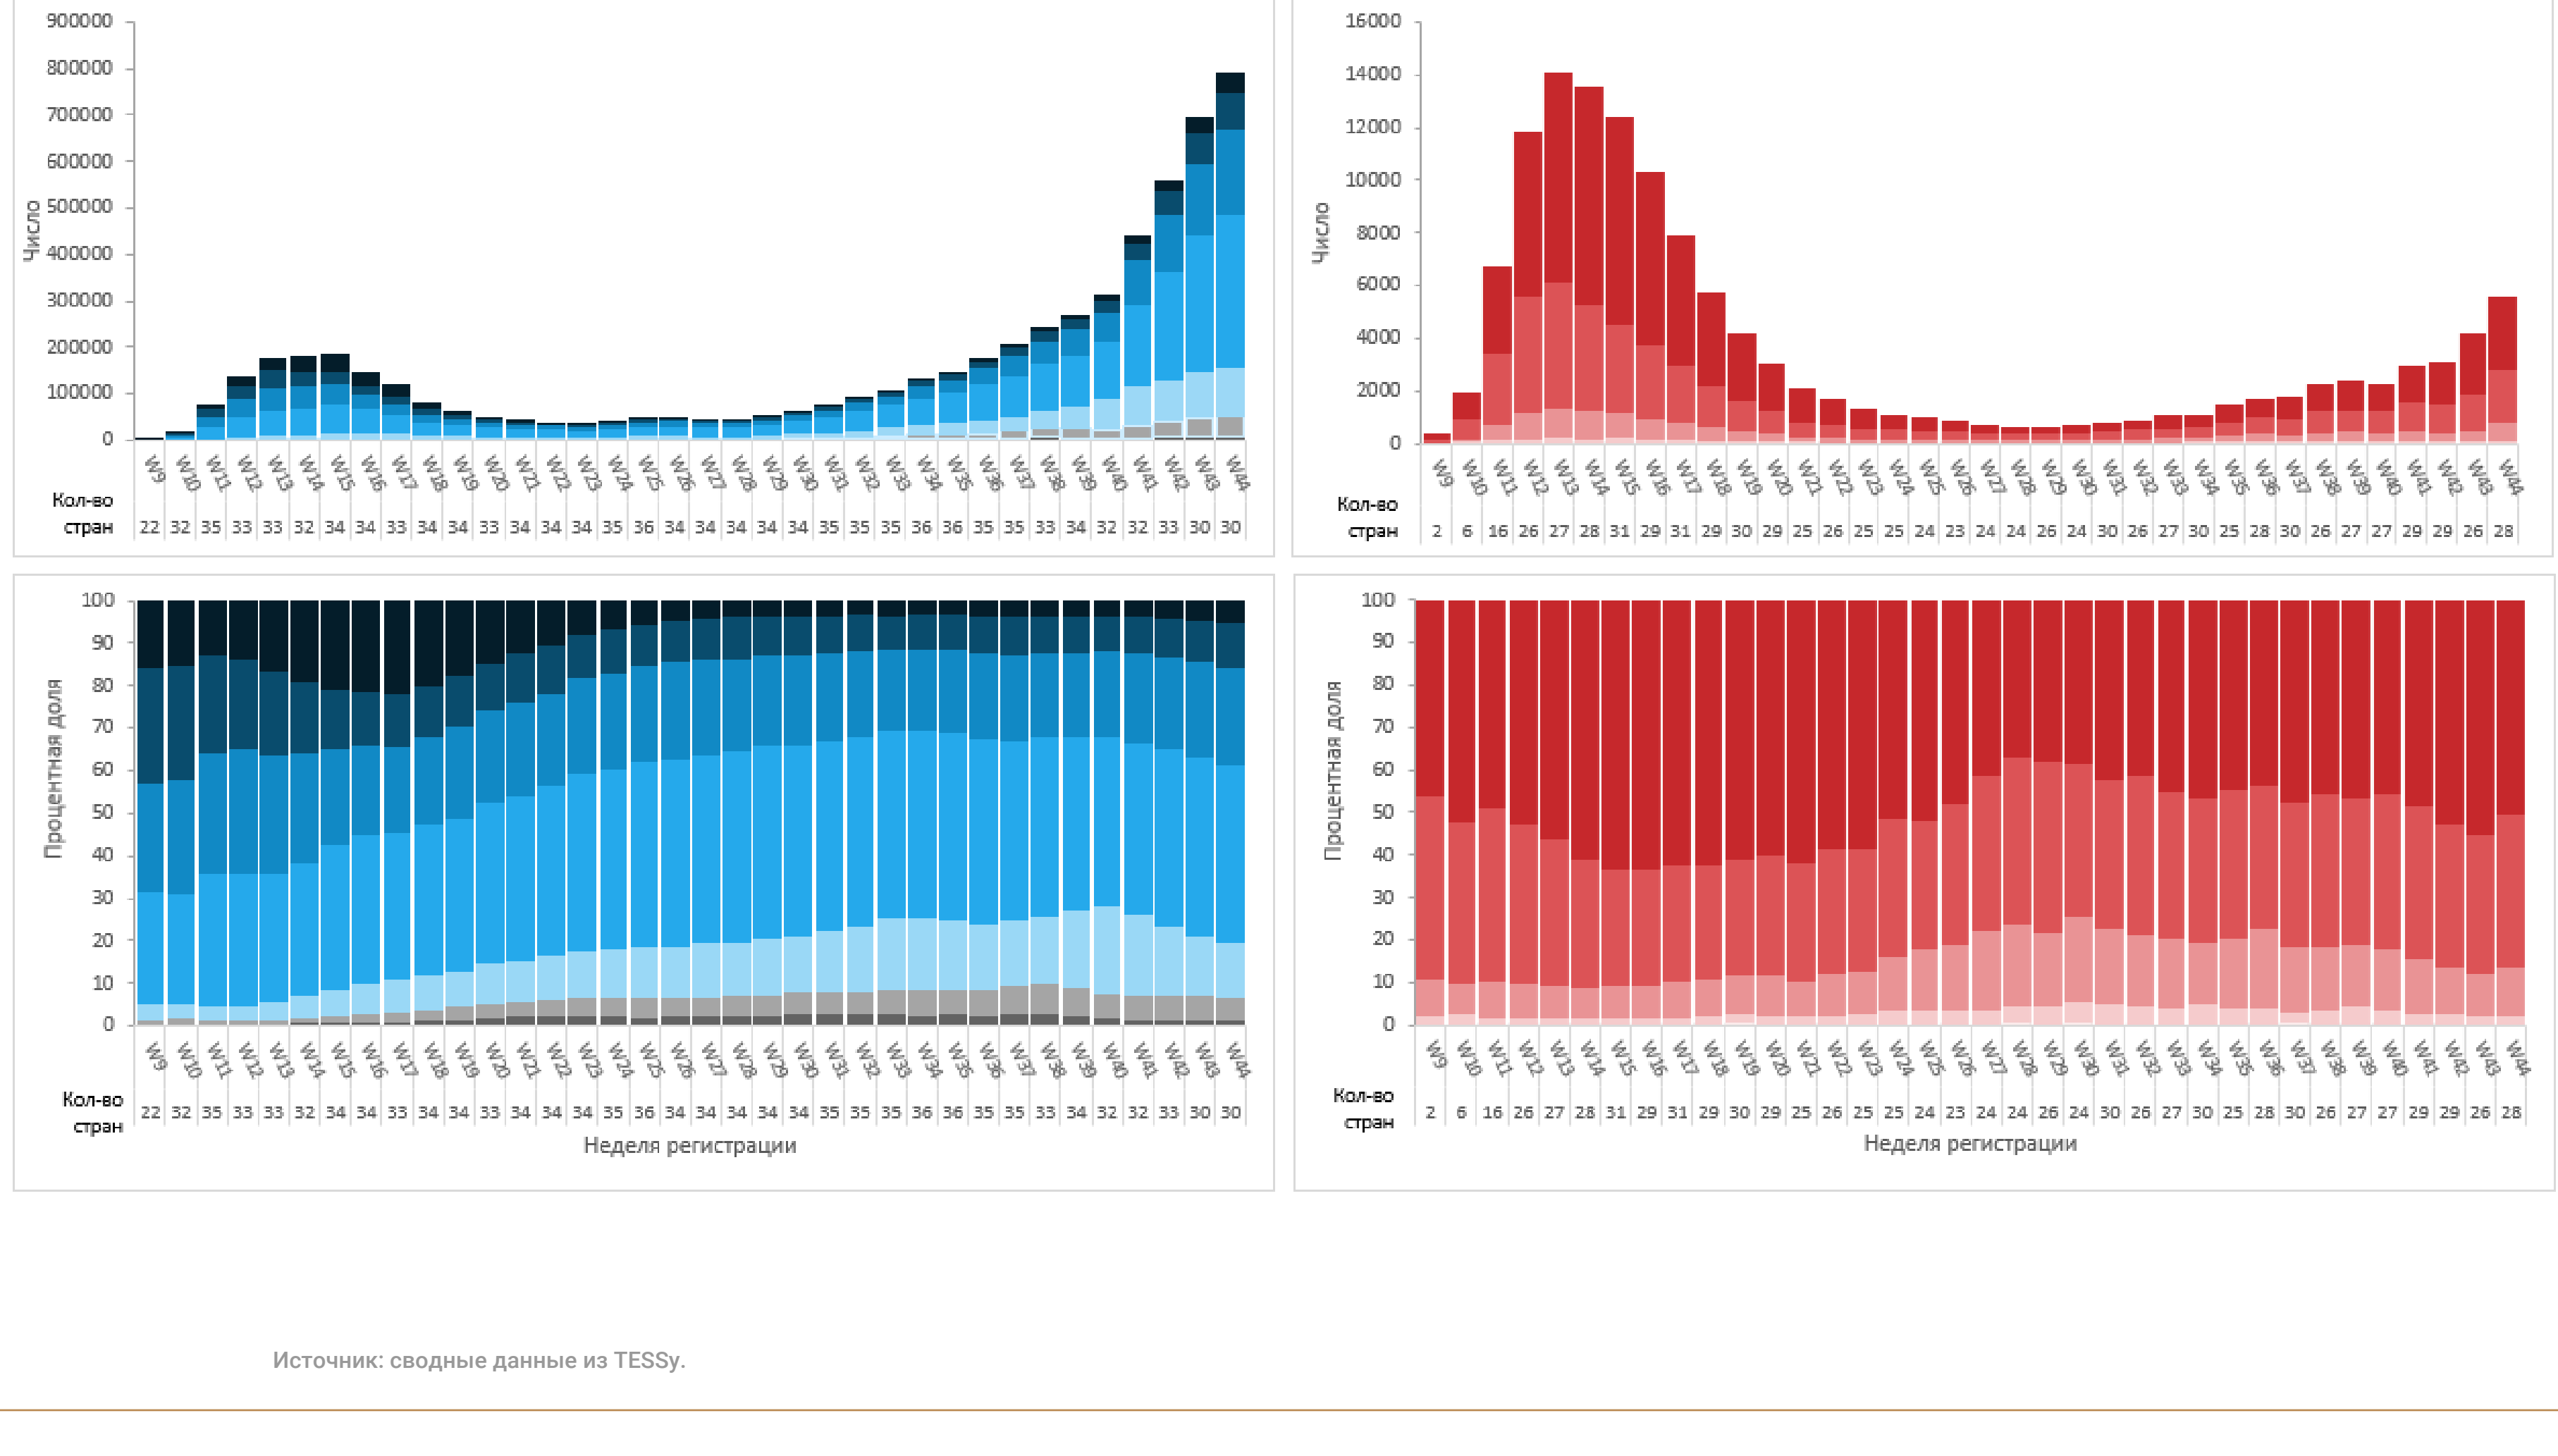 900000
800000
700000
600000
500000
400000
300000
200000
100000
0
Число
W9 W10 W11 W12 W13 W14 W15 W16 W17 W18 W19 W20 W21 W22 W23 W24 W25 W26 W27 W28 W29 W30 W31 W32 W33 W34 W35 W36 W37 W38 W39 W40 W41 W42 W43 W44
Кол-во
стран 22 32 35 33 33 32 34 34 33 34 34 33 34 34 34 35 36 34 34 34 34 34 35 35 35 36 36 35 35 33 34 32 32 33 30 30
16000
14000
12000
10000
8000
6000
4000
2000
0
Число
W9 W10 W11 W12 W13 W14 W15 W16 W17 W18 W19 W20 W21 W22 W23 W24 W25 W26 W27 W28 W29 W30 W31 W32 W33 W34 W35 W36 W37 W38 W39 W40 W41 W42 W43 W44
Кол-во
стран 2 6 16 26 27 28 31 29 31 29 30 29 25 26 25 25 24 23 24 24 26 24 30 26 27 30 25 28 30 26 27 27 29 29 26 28
100
90
80
70
60
50
40
30
20
10
0
Процентная доля
W9 W10 W11 W12 W13 W14 W15 W16 W17 W18 W19 W20 W21 W22 W23 W24 W25 W26 W27 W28 W29 W30 W31 W32 W33 W34 W35 W36 W37 W38 W39 W40 W41 W42 W43 W44
Кол-во
стран 22 32 35 33 33 32 34 34 33 34 34 33 34 34 34 35 36 34 34 34 34 34 35 35 35 36 36 35 35 33 34 32 32 33 30 30
Неделя регистрации
100
90
80
70
60
50
40
30
20
10
0
Процентная доля
W9 W10 W11 W12 W13 W14 W15 W16 W17 W18 W19 W20 W21 W22 W23 W24 W25 W26 W27 W28 W29 W30 W31 W32 W33 W34 W35 W36 W37 W38 W39 W40 W41 W42 W43 W44
Кол-во
стран 2 6 16 26 27 28 31 29 31 29 30 29 25 26 25 25 24 23 24 24 26 24 30 26 27 30 25 28 30 26 27 27 29 29 26 28
Неделя регистрации
Источник: сводные данные из TESSy.